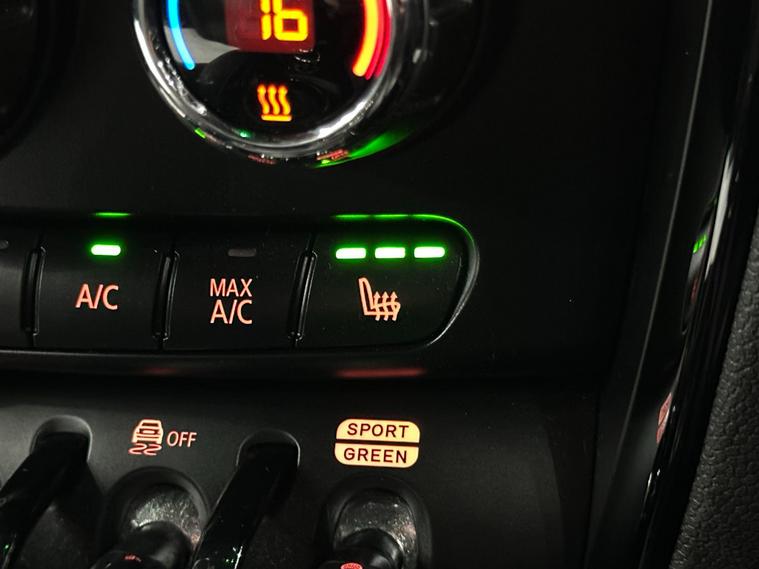 16
A/C
MAX
A/C
OFF
SPORT
GREEN